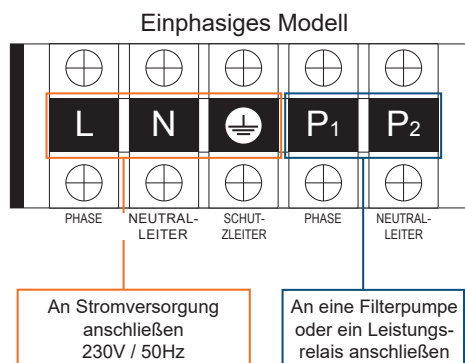 Einphasiges Modell
L N P1 P2
PHASE NEUTRAL- SCHUT- PHASE NEUTRAL-
LEITER ZLEITER LEITER
An Stromversorgung
anschließen
230V / 50Hz
An eine Filterpumpe
oder ein Leistungs-
relais anschließen